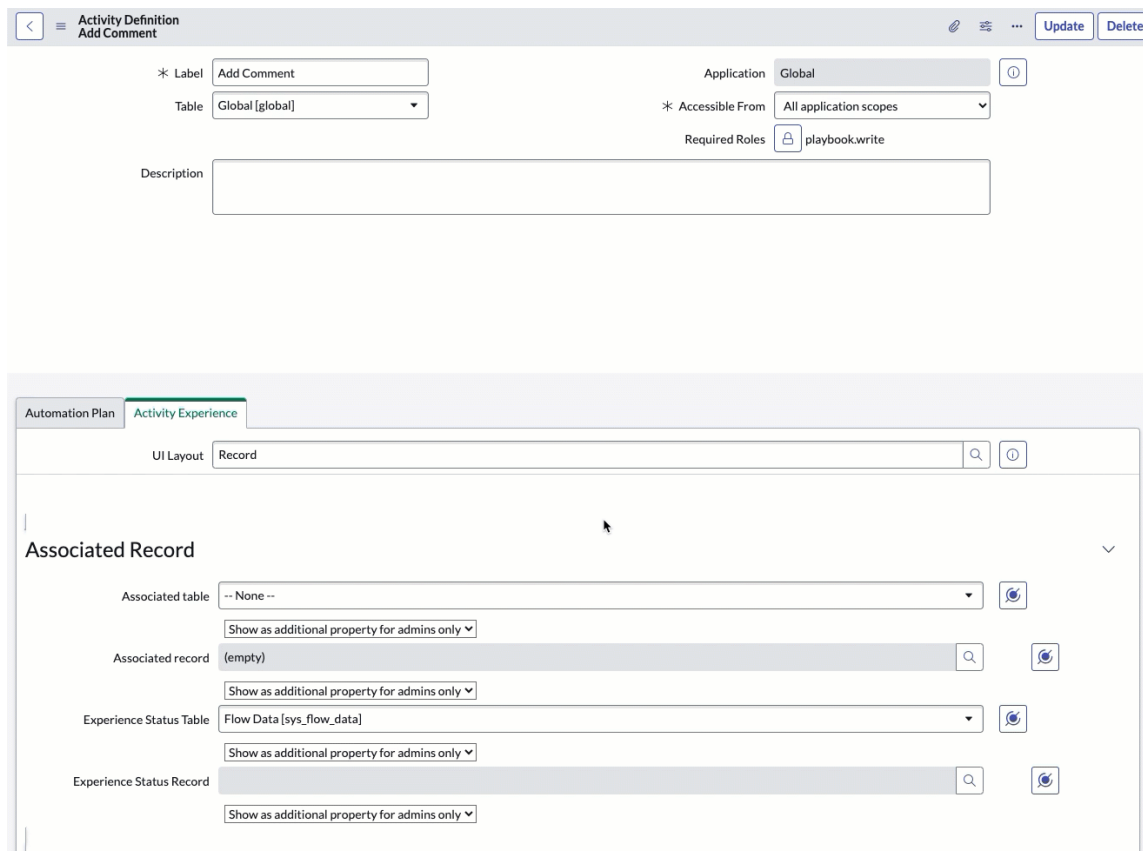 Activity Definition
Add Comment
Update
Delete
Label Add Comment
Application Global
Table Global [global]
Accessible From All application scopes
Required Roles playbook.write
Description
Automation Plan
Activity Experience
UI Layout Record
Associated Record
Associated table -- None --
Show as additional property for admins only
Associated record (empty)
Show as additional property for admins only
Experience Status Table Flow Data [sys_flow_data]
Show as additional property for admins only
Experience Status Record
Show as additional property for admins only